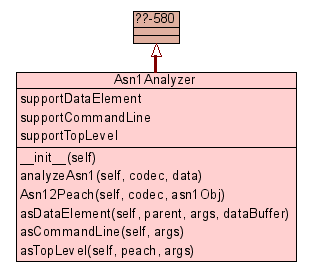 ??-580
Asn1Analyzer
supportDataElement
supportCommandLine
supportTopLevel
__init__(self)
analyzeAsn1(self, codec, data)
Asn12Peach(self, codec, asn1Obj)
asDataElement(self, parent, args, dataBuffer)
asCommandLine(self, args)
asTopLevel(self, peach, args)